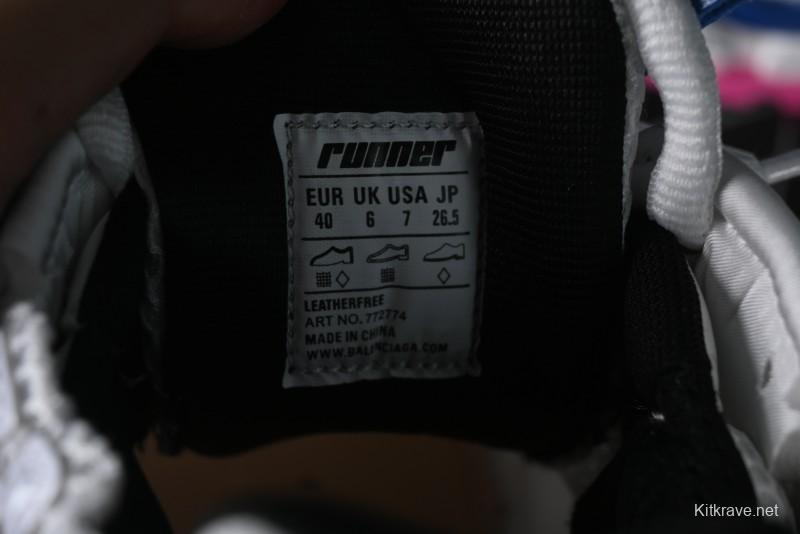 runner
EUR UK USA JP
40 6 7 26.5
LEATHERFREE
ART NO. 772774
MADE IN CHINA
WWW.BALENCIAGA.COM
Kitkrave.net